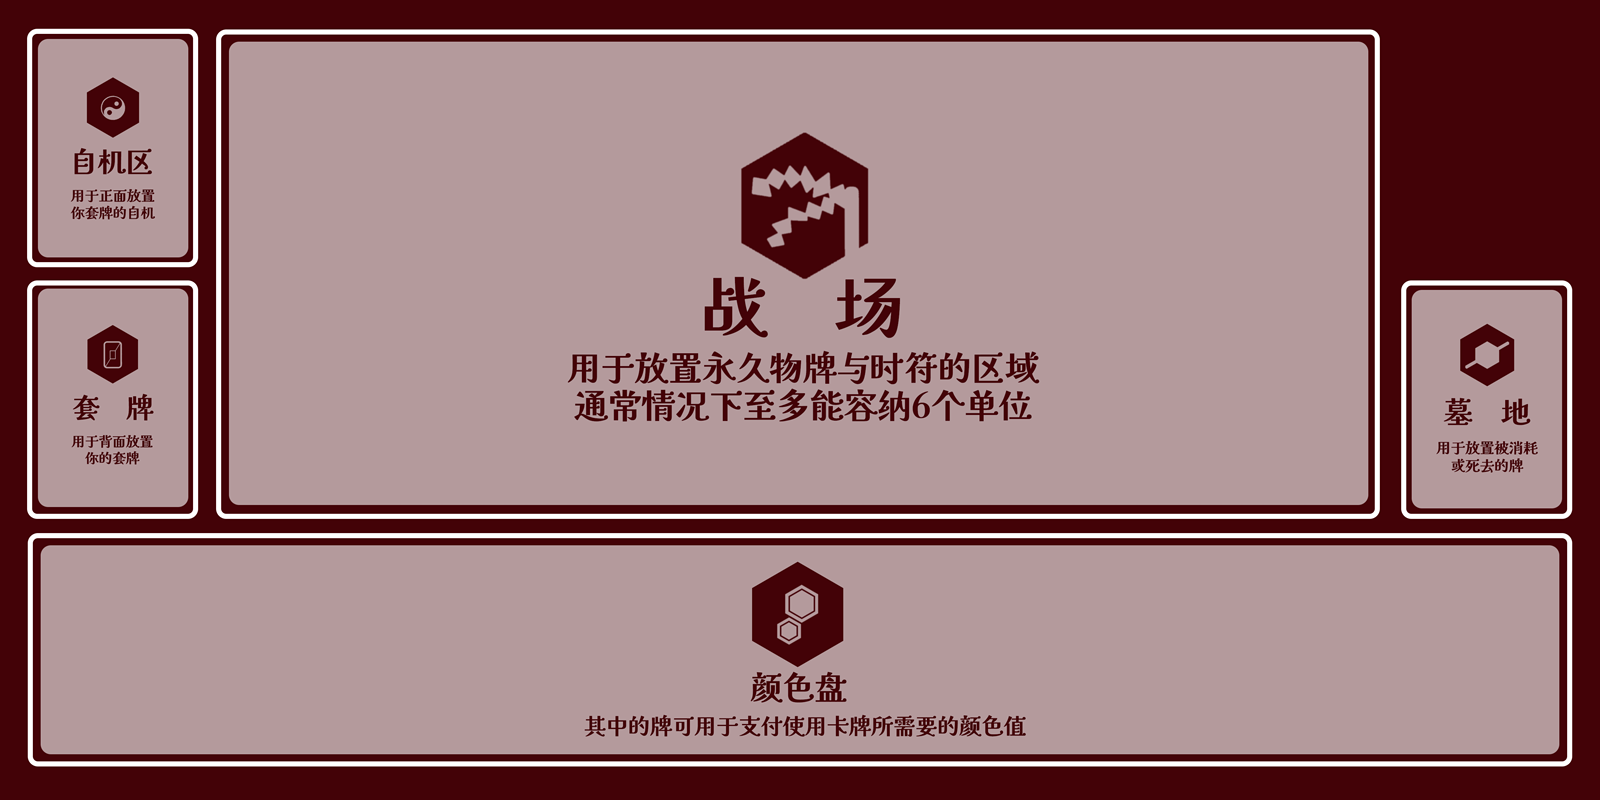 自机区
用于正面放置
你套牌的自机
套 牌
用于背面放置
你的套牌
战 场
用于放置永久物牌与时符的区域
通常情况下至多能容纳6个单位
墓 地
用于放置被消耗
或死去的牌
颜色盘
其中的牌可用于支付使用卡牌所需要的颜色值